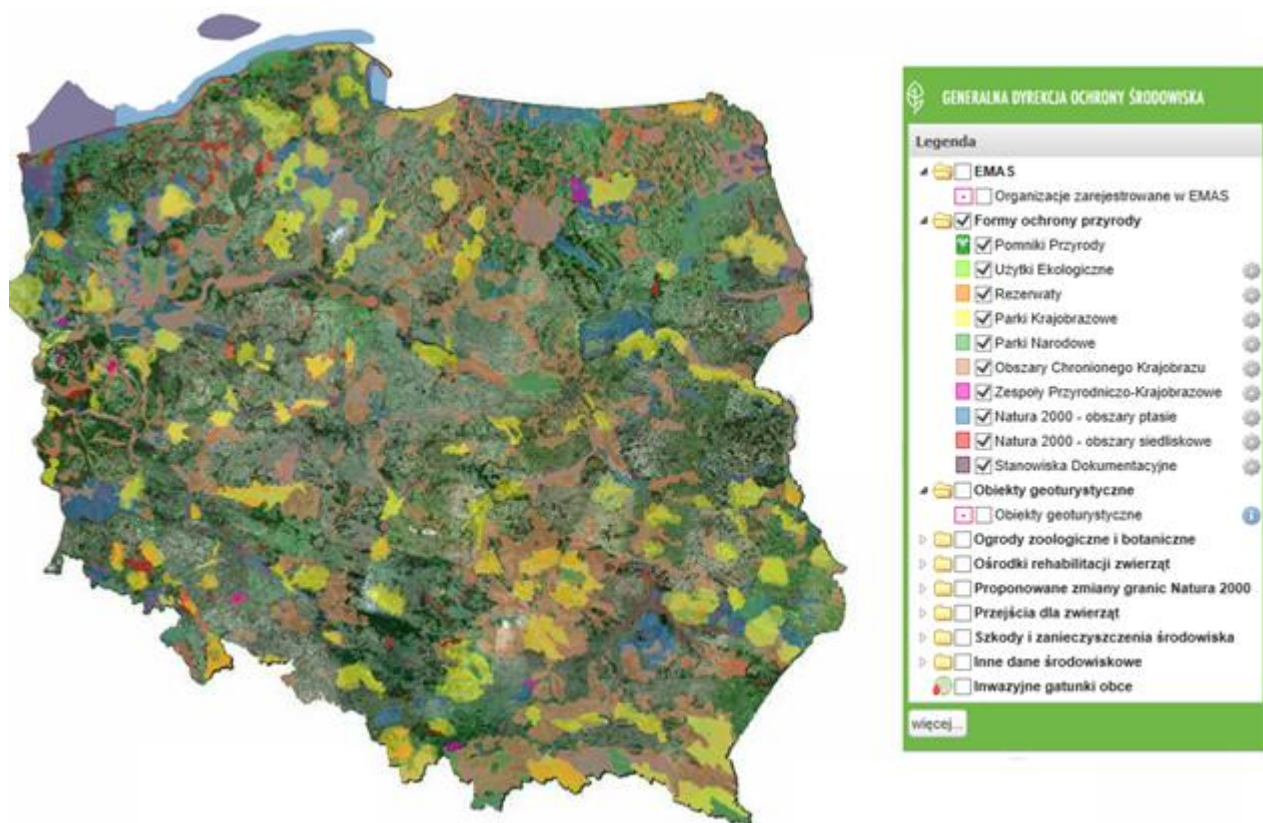 GENERALNA DYREKCJA OCHRONY ŚRODOWISKA
Legenda
EMAS
Organizacje zarejestrowane w EMAS
Formy ochrony przyrody
Pomniki Przyrody
Użytki Ekologiczne
Rezerwaty
Parki Krajobrazowe
Parki Narodowe
Obszary Chronionego Krajobrazu
Zespoły Przyrodniczo-Krajobrazowe
Natura 2000 - obszary ptasie
Natura 2000 - obszary siedliskowe
Stanowiska Dokumentacyjne
Obiekty geoturystyczne
Obiekty geoturystyczne
Ogrody zoologiczne i botaniczne
Ośrodki rehabilitacji zwierząt
Proponowane zmiany granic Natura 2000
Przejścia dla zwierząt
Szkody i zanieczyszczenia środowiska
Inne dane środowiskowe
Inwazyjne gatunki obce
więcej...